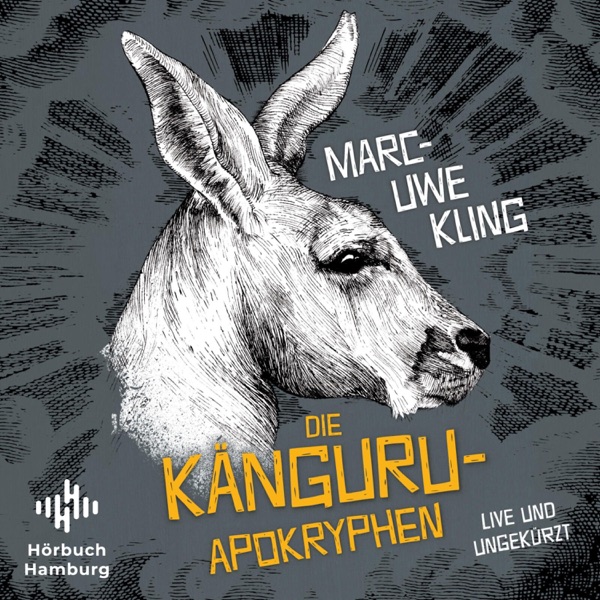 MARC-
UWE
KLING
DIE
KÄNGURU-
APOKRYPHEN
LIVE UND
UNGEKÜRZT
Hörbuch
Hamburg